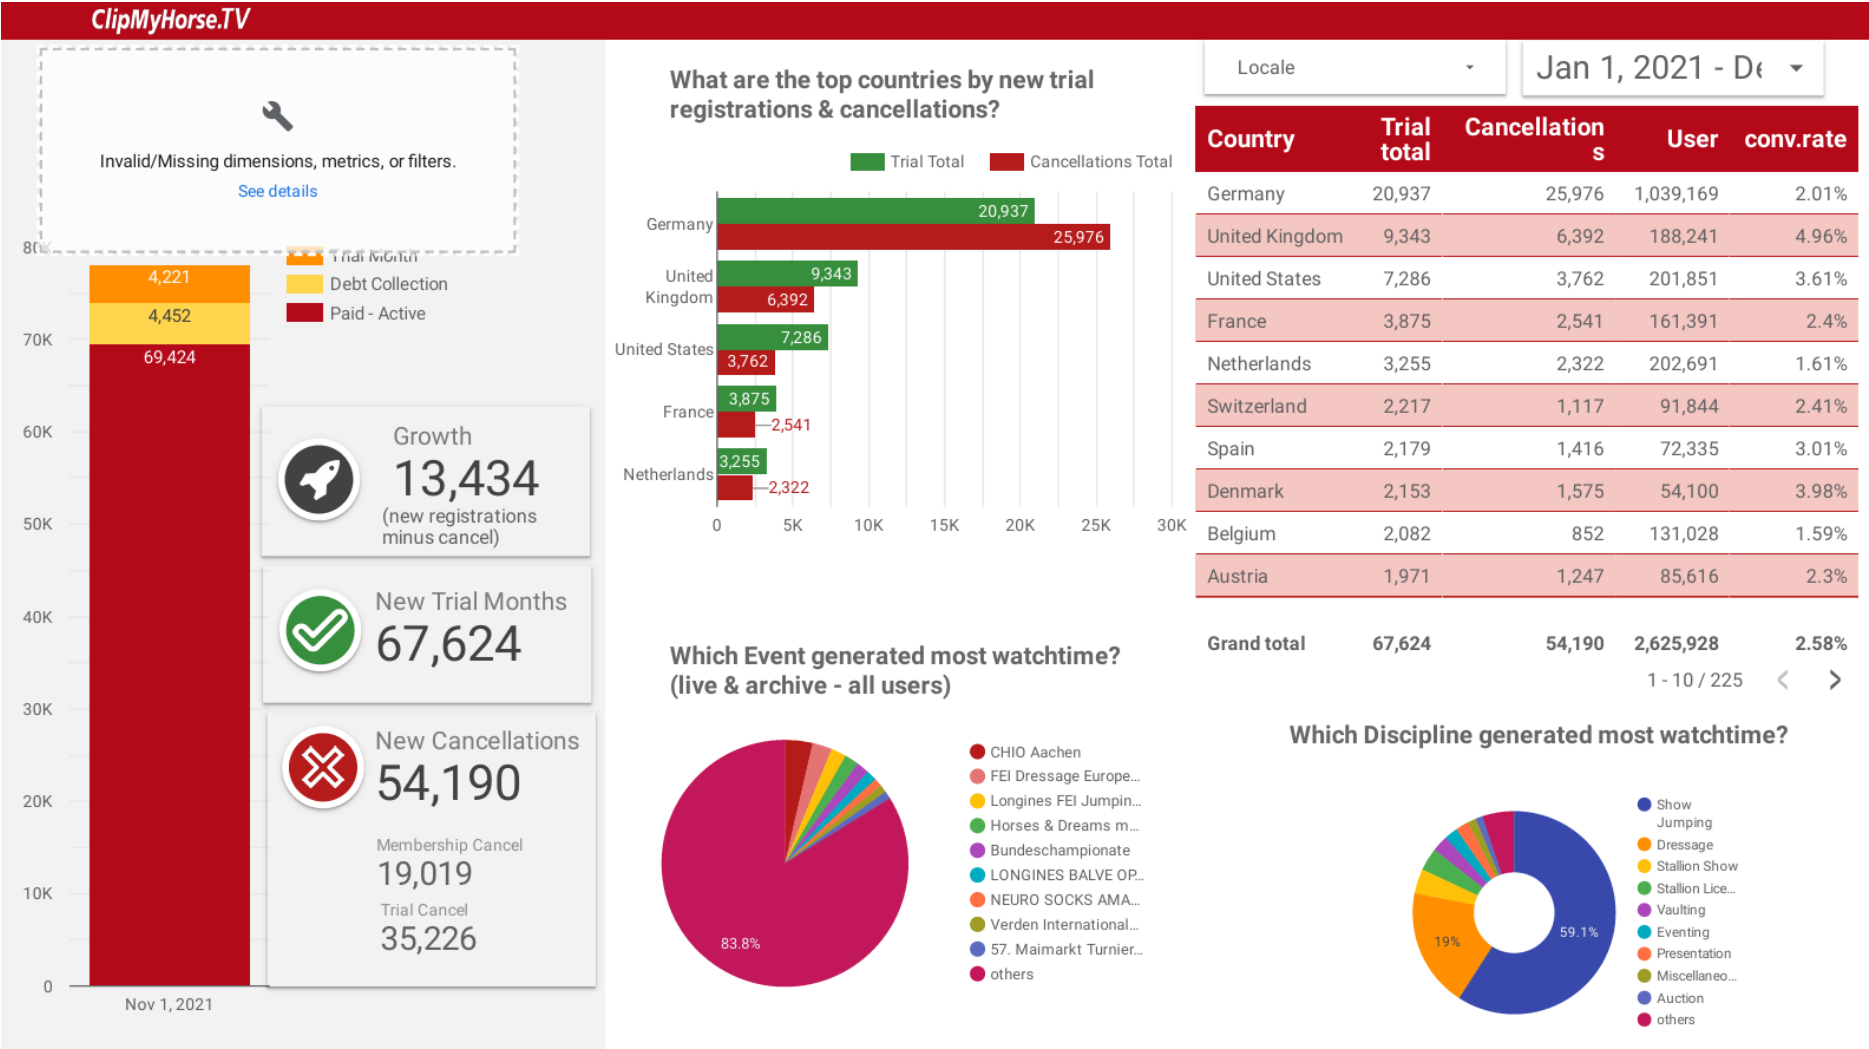 ClipMyHorse.TV
Invalid/Missing dimensions, metrics, or filters.
See details
Trial Month
Debt Collection
Paid - Active
80K
70K
60K
50K
40K
30K
20K
10K
0
4,221
4,452
69,424
Nov 1, 2021
Growth
13,434
(new registrations
minus cancel)
New Trial Months
67,624
New Cancellations
54,190
Membership Cancel
19,019
Trial Cancel
35,226
What are the top countries by new trial
registrations & cancellations?
Trial Total
Cancellations Total
Germany
20,937
25,976
United
Kingdom
9,343
6,392
United States
7,286
3,762
France
3,875
2,541
Netherlands
3,255
2,322
0 5K 10K 15K 20K 25K 30K
Which Event generated most watchtime?
(live & archive - all users)
83.8%
CHIO Aachen
FEI Dressage Europe...
Longines FEI Jumpin...
Horses & Dreams m...
Bundeschampionate
LONGINES BALVE OP...
NEURO SOCKS AMA...
Verden International...
57. Maimarkt Turnier...
others
Locale
Jan 1, 2021 - De
Country Trial total Cancellations User conv.rate
Germany 20,937 25,976 1,039,169 2.01%
United Kingdom 9,343 6,392 188,241 4.96%
United States 7,286 3,762 201,851 3.61%
France 3,875 2,541 161,391 2.4%
Netherlands 3,255 2,322 202,691 1.61%
Switzerland 2,217 1,117 91,844 2.41%
Spain 2,179 1,416 72,335 3.01%
Denmark 2,153 1,575 54,100 3.98%
Belgium 2,082 852 131,028 1.59%
Austria 1,971 1,247 85,616 2.3%
Grand total 67,624 54,190 2,625,928 2.58%
1 - 10 / 225
Which Discipline generated most watchtime?
59.1%
19%
Show
Jumping
Dressage
Stallion Show
Stallion Lice...
Vaulting
Eventing
Presentation
Miscellaneo...
Auction
others